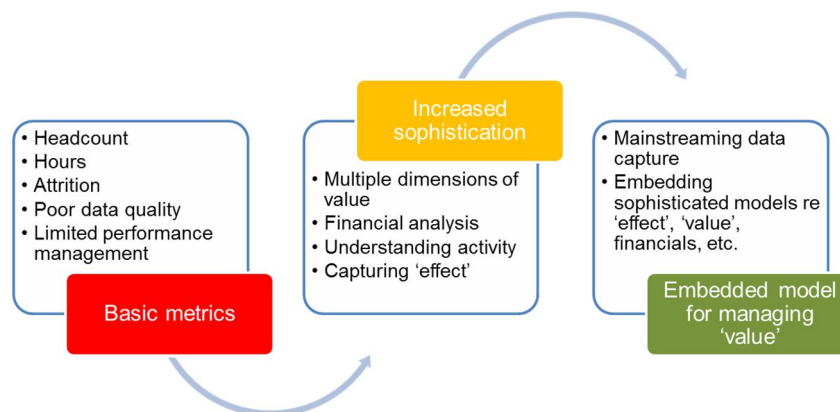 • Headcount
• Hours
• Attrition
• Poor data quality
• Limited performance
management
Basic metrics
Increased
sophistication
• Multiple dimensions of
value
• Financial analysis
• Understanding activity
• Capturing ‘effect’
• Mainstreaming data
capture
• Embedding
sophisticated models re
‘effect’, ‘value’,
financials, etc.
Embedded model
for managing
‘value’